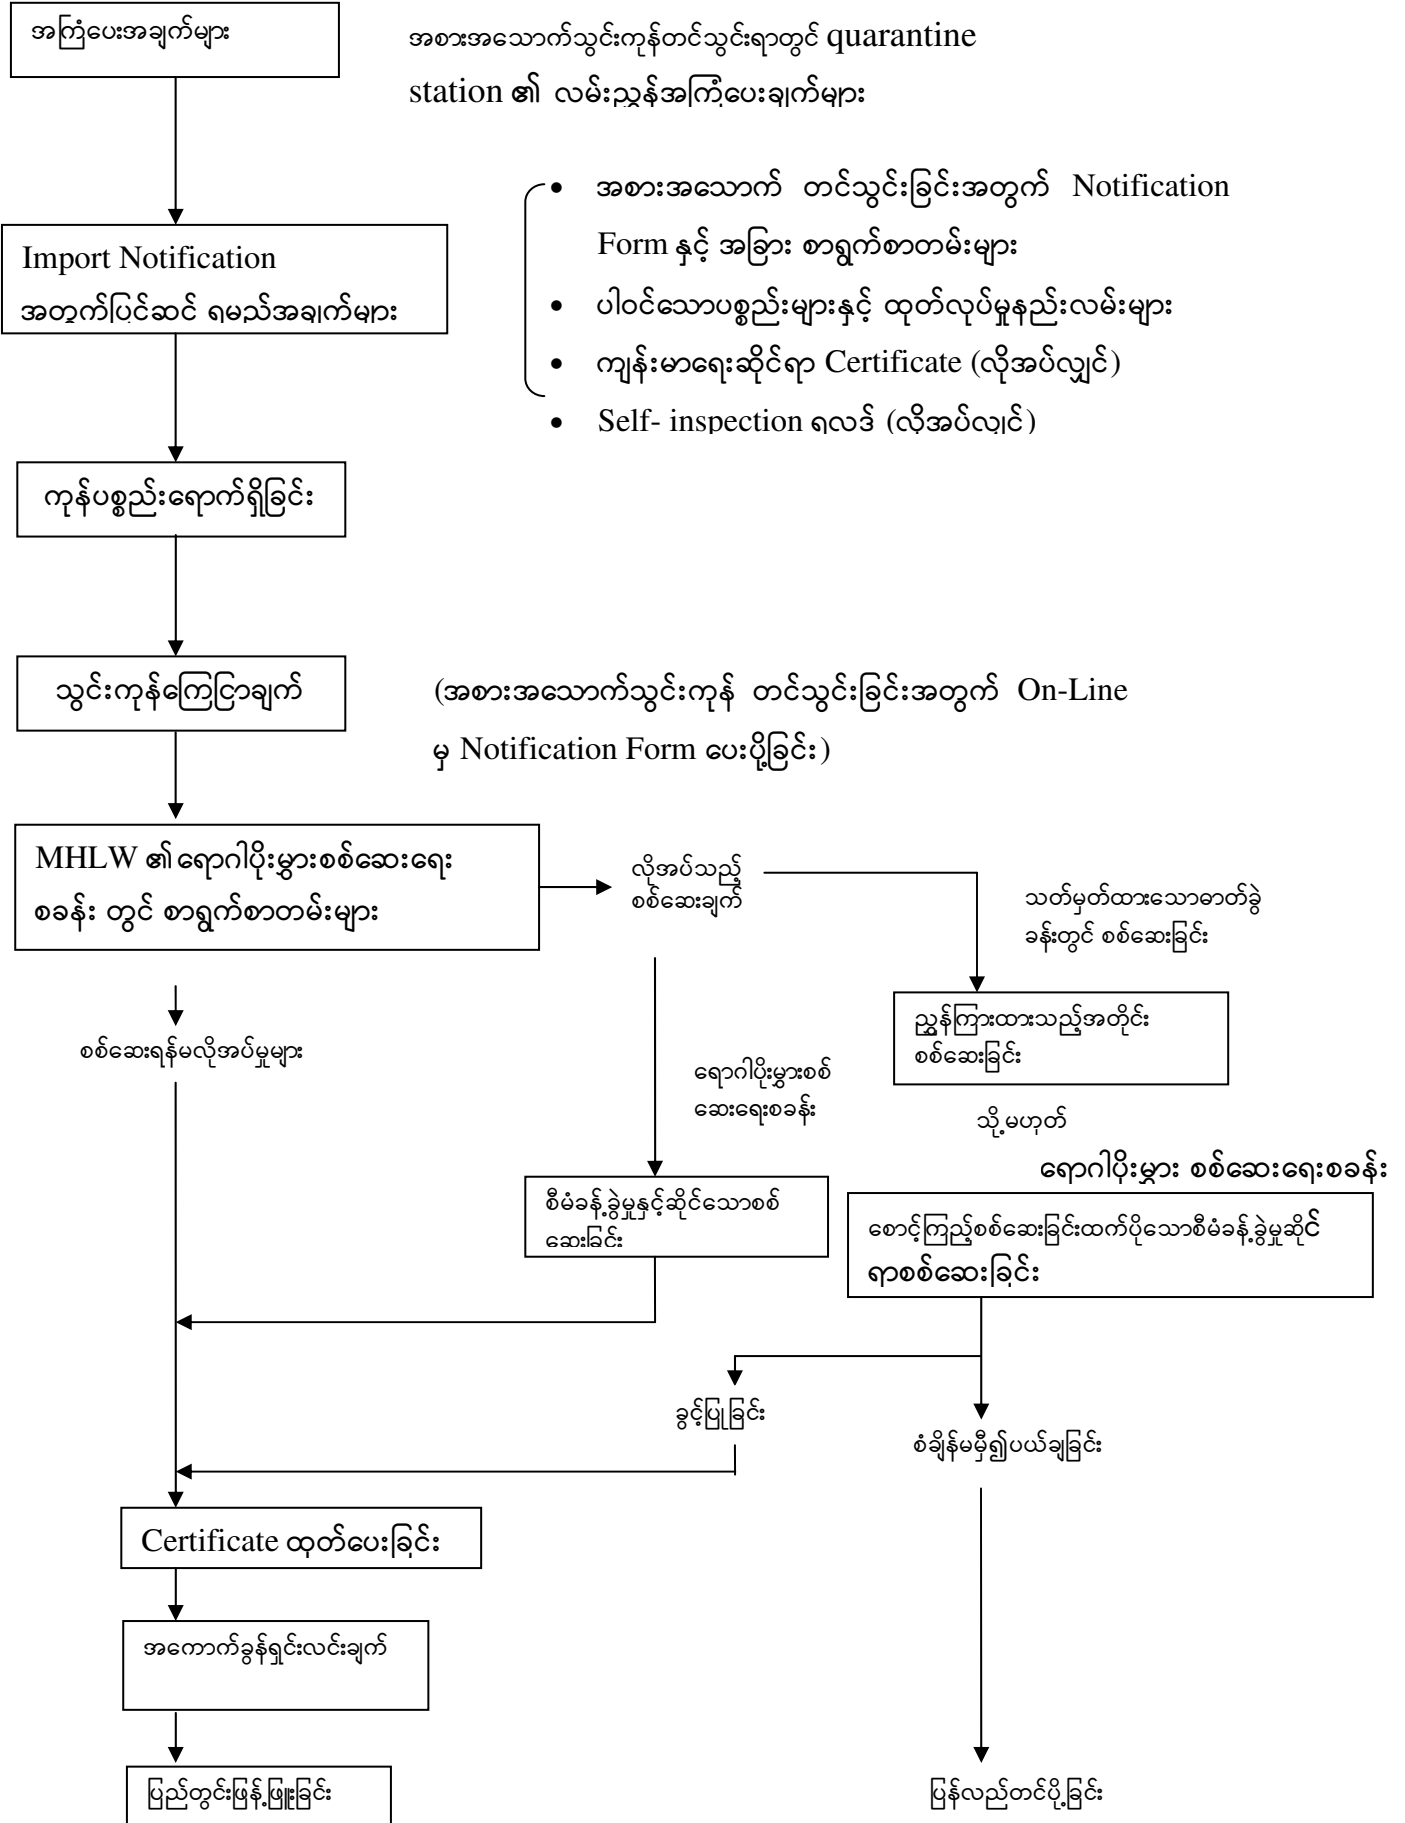 အကြံပေးအချက်များ
အစားအသောက်သွင်းကုန်တင်သွင်းရာတွင် quarantine
station ၏ လမ်းညွှန်အကြံပေးချက်များ
• အစားအသောက် တင်သွင်းခြင်းအတွက် Notification
Form နှင့် အခြား စာရွက်စာတမ်းများ
• ပါဝင်သောပစ္စည်းများနှင့် ထုတ်လုပ်မှုနည်းလမ်းများ
• ကျန်းမာရေးဆိုင်ရာ Certificate (လိုအပ်လျှင်)
• Self- inspection ရလဒ် (လိုအပ်လျှင်)
Import Notification
အတွက်ပြင်ဆင် ရမည်အချက်များ
ကုန်ပစ္စည်းရောက်ရှိခြင်း
သွင်းကုန်ကြေငြာချက်
(အစားအသောက်သွင်းကုန် တင်သွင်းခြင်းအတွက် On-Line
မှ Notification Form ပေးပို့ခြင်း)
MHLW ၏ရောဂါပိုးမွှားစစ်ဆေးရေး
စခန်း တွင် စာရွက်စာတမ်းများ
လိုအပ်သည့်
စစ်ဆေးချက်
သတ်မှတ်ထားသောဓာတ်ခွဲ
ခန်းတွင် စစ်ဆေးခြင်း
ညွှန်ကြားထားသည့်အတိုင်း
စစ်ဆေးခြင်း
စစ်ဆေးရန်မလိုအပ်မှုများ
ရောဂါပိုးမွှားစစ်
ဆေးရေးစခန်း
သို့မဟုတ်
ရောဂါပိုးမွှား စစ်ဆေးရေးစခန်း
စီမံခန့်ခွဲမှုနှင့်ဆိုင်သောစစ်
ဆေးခြင်း
စောင့်ကြည့်စစ်ဆေးခြင်းထက်ပိုသောစီမံခန့်ခွဲမှုဆိုင်
ရာစစ်ဆေးခြင်း
ခွင့်ပြုခြင်း
စံချိန်မမှီ၍ပယ်ချခြင်း
Certificate ထုတ်ပေးခြင်း
အကောက်ခွန်ရှင်းလင်းချက်
ပြည်တွင်းဖြန့်ဖြူးခြင်း
ပြန်လည်တင်ပို့ခြင်း